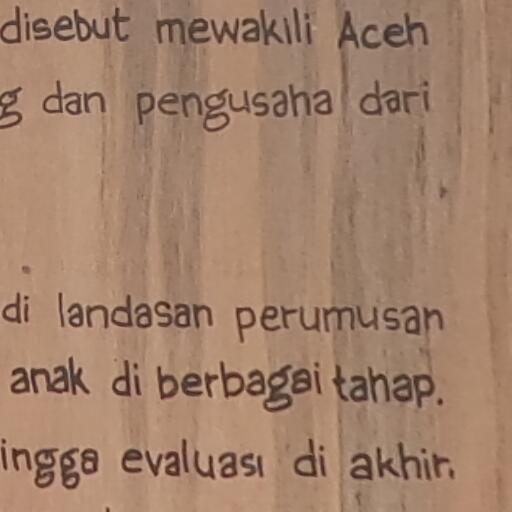 disebut mewakili Aceh
g dan pengusaha dari
di landasan perumusan
anak di berbagai tahap.
ingga evaluasi di akhir.